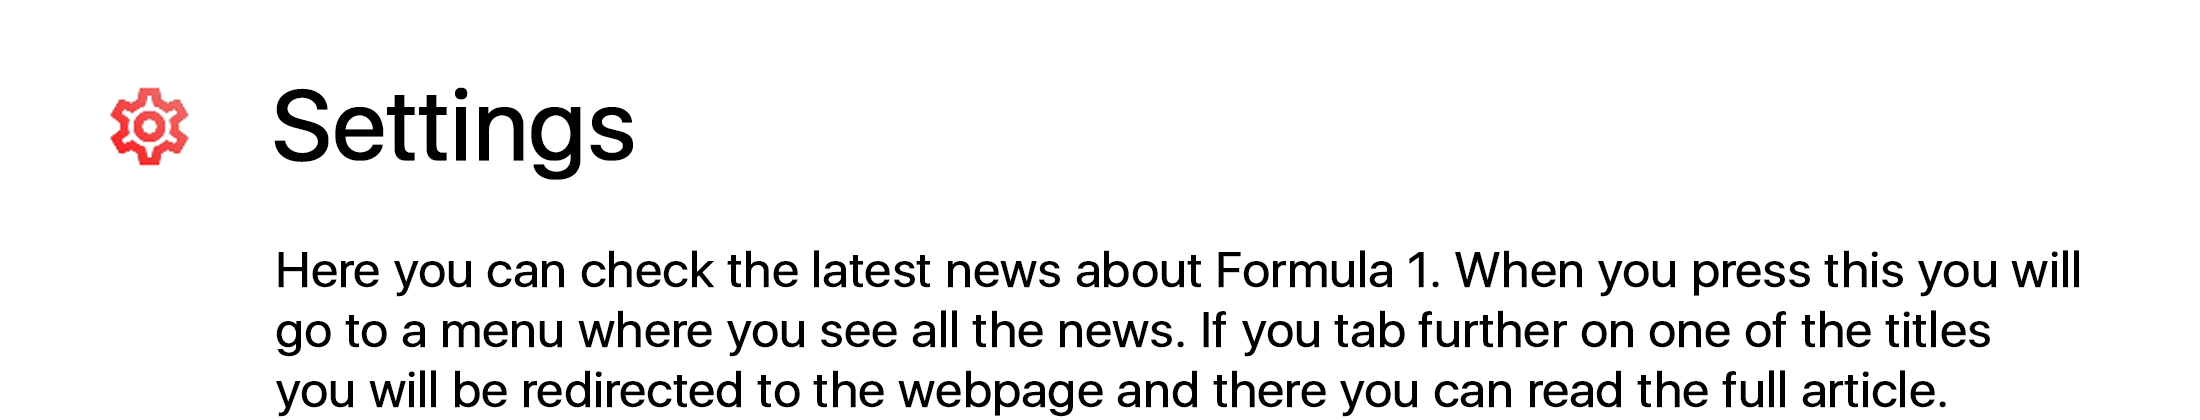 Settings
Here you can check the latest news about Formula 1. When you press this you will
go to a menu where you see all the news. If you tab further on one of the titles
you will be redirected to the webpage and there you can read the full article.